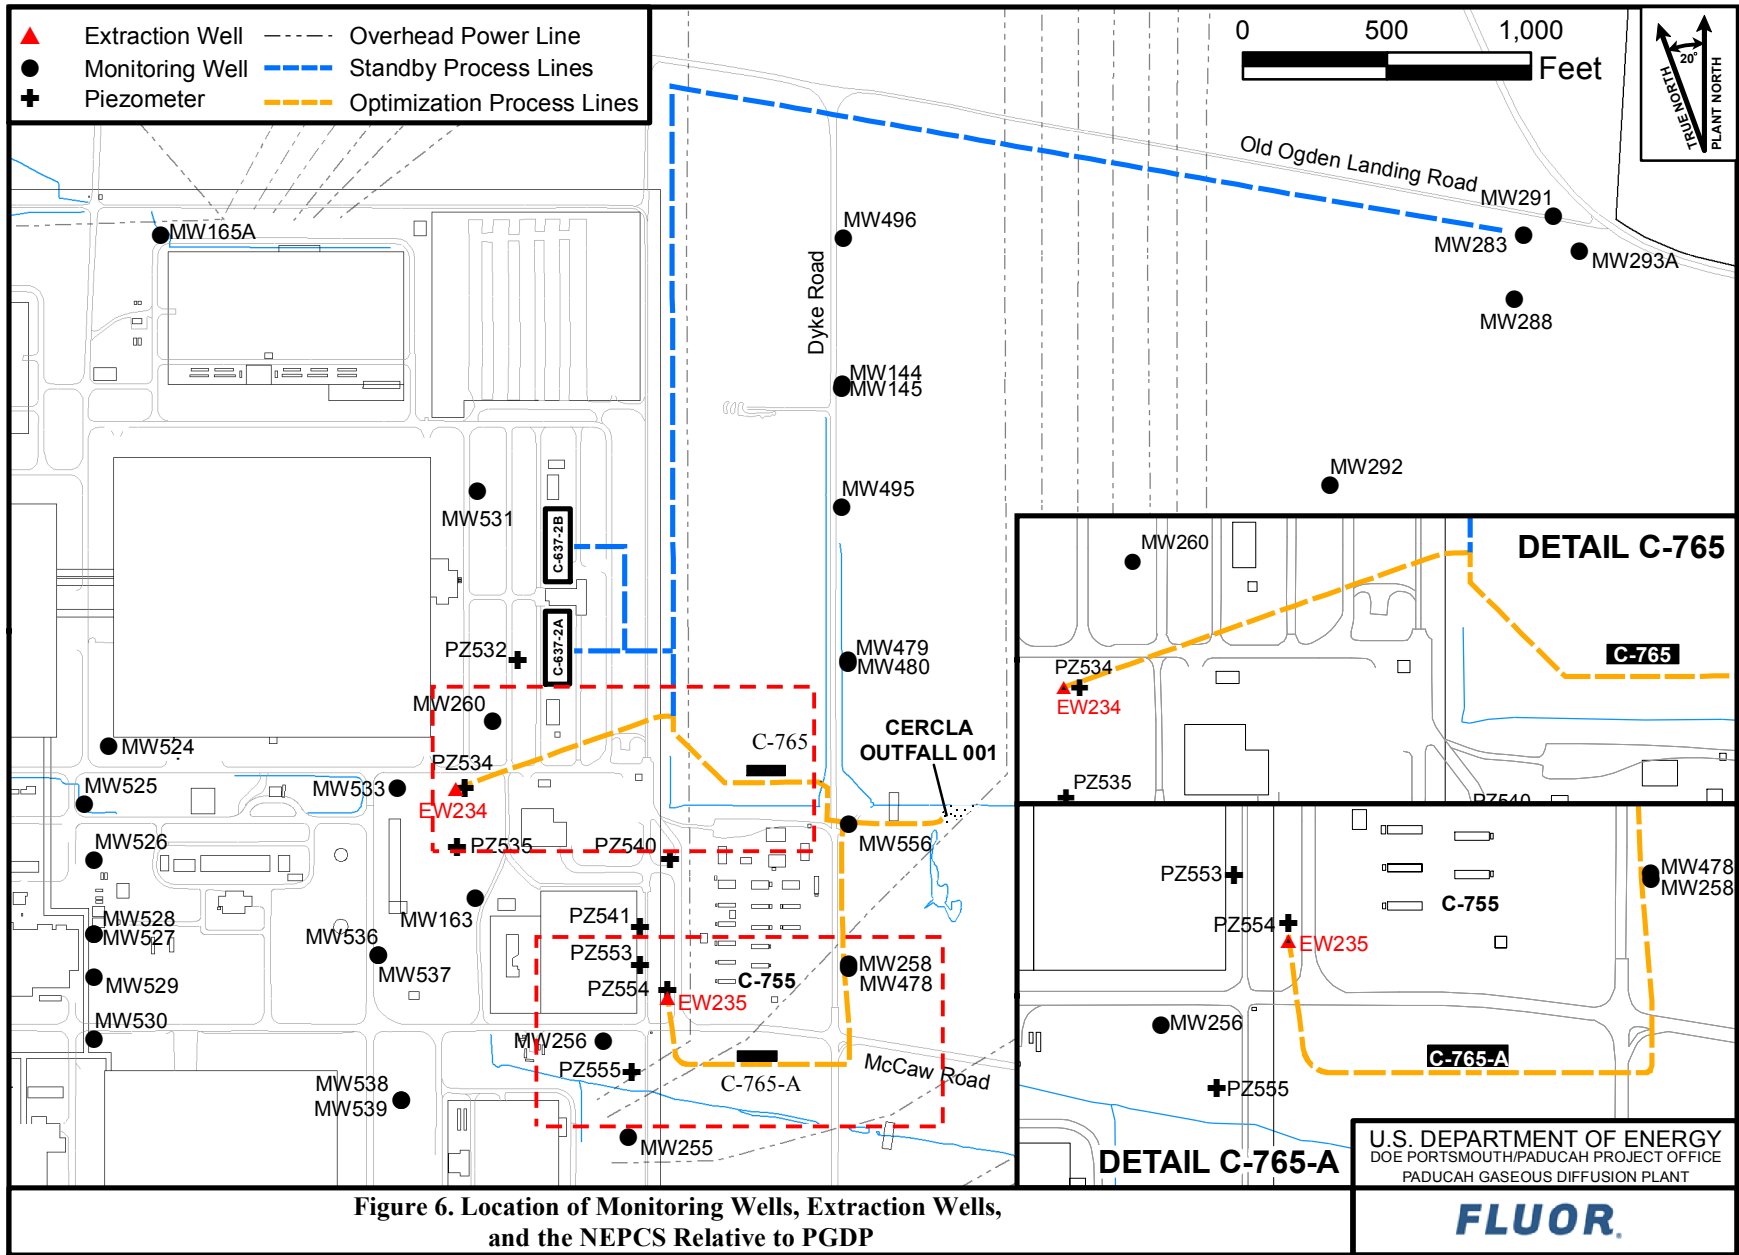 Extraction Well
Overhead Power Line
Monitoring Well
Standby Process Lines
Piezometer
Optimization Process Lines
0 500 1,000
Feet
20°
TRUE NORTH
PLANT NORTH
Old Ogden Landing Road
MW291
MW283
MW293A
MW288
MW292
MW165A
MW496
Dyke Road
MW144
MW145
MW495
MW531
C-637-2B
C-637-2A
PZ532
MW479
MW480
MW260
C-765
CERCLA
OUTFALL 001
MW524
PZ534
MW525
MW533
EW234
MW526
PZ535
PZ540
MW556
MW163
MW528
MW527
MW536
MW537
PZ541
PZ553
PZ554
C-755
MW258
MW478
EW235
MW529
MW530
MW256
PZ555
C-765-A
McCaw Road
MW538
MW539
MW255
MW260
DETAIL C-765
C-765
PZ534
EW234
PZ535
PZ540
PZ553
MW478
MW258
C-755
PZ554
EW235
MW256
C-765-A
PZ555
DETAIL C-765-A
U.S. DEPARTMENT OF ENERGY
DOE PORTSMOUTH/PADUCAH PROJECT OFFICE
PADUCAH GASEOUS DIFFUSION PLANT
FLUOR.
Figure 6. Location of Monitoring Wells, Extraction Wells,
and the NEPCS Relative to PGDP